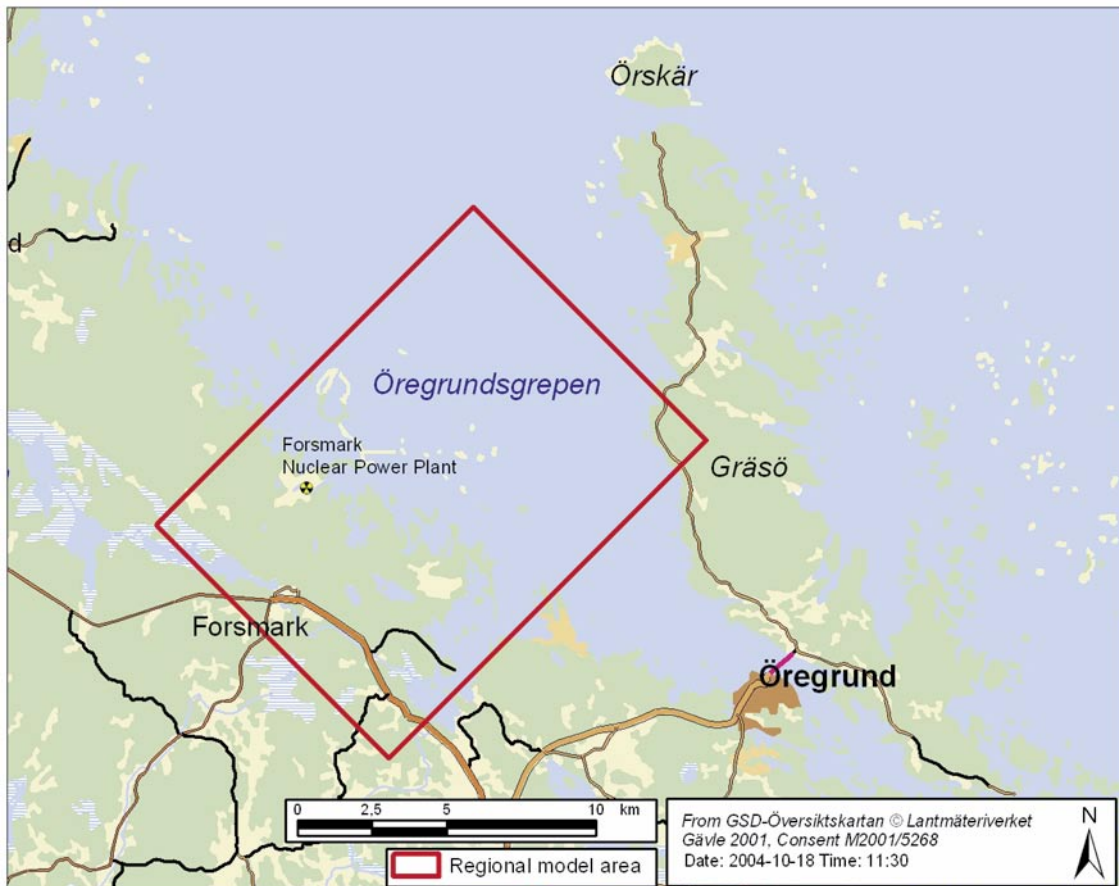 Örskär
d
Öregrundsgrepen
Forsmark
Nuclear Power Plant
Gräsö
Forsmark
Öregrund
0 2,5 5 10 km
Regional model area
From GSD-Översiktskartan © Lantmäteriverket
Gävle 2001, Consent M2001/5268
Date: 2004-10-18 Time: 11:30
N